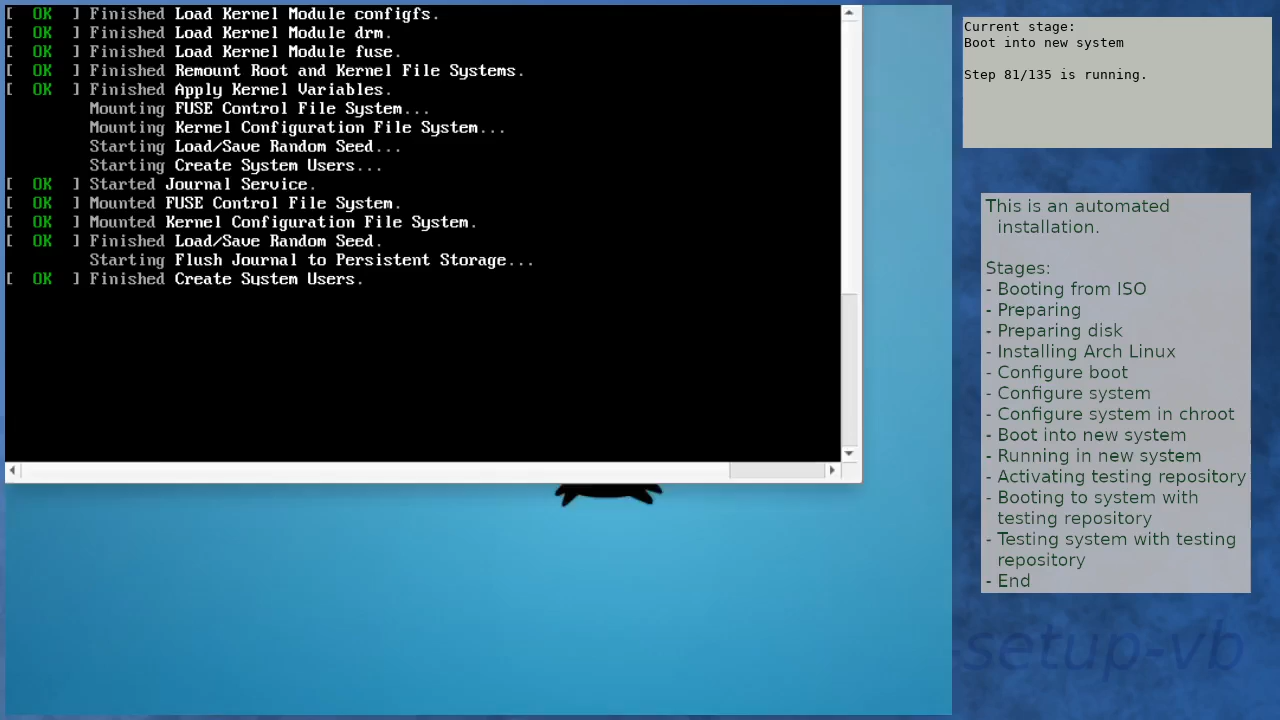 [  OK  ] Finished Load Kernel Module configfs.
[  OK  ] Finished Load Kernel Module drm.
[  OK  ] Finished Load Kernel Module fuse.
[  OK  ] Finished Remount Root and Kernel File Systems.
[  OK  ] Finished Apply Kernel Variables.
Mounting FUSE Control File System...
Mounting Kernel Configuration File System...
Starting Load/Save Random Seed...
Starting Create System Users...
[  OK  ] Started Journal Service.
[  OK  ] Mounted FUSE Control File System.
[  OK  ] Mounted Kernel Configuration File System.
[  OK  ] Finished Load/Save Random Seed.
Starting Flush Journal to Persistent Storage...
[  OK  ] Finished Create System Users.
Current stage:
Boot into new system
Step 81/135 is running.
This is an automated
installation.
Stages:
- Booting from ISO
- Preparing
- Preparing disk
- Installing Arch Linux
- Configure boot
- Configure system
- Configure system in chroot
- Boot into new system
- Running in new system
- Activating testing repository
- Booting to system with
testing repository
- Testing system with testing
repository
- End
-setup-vb